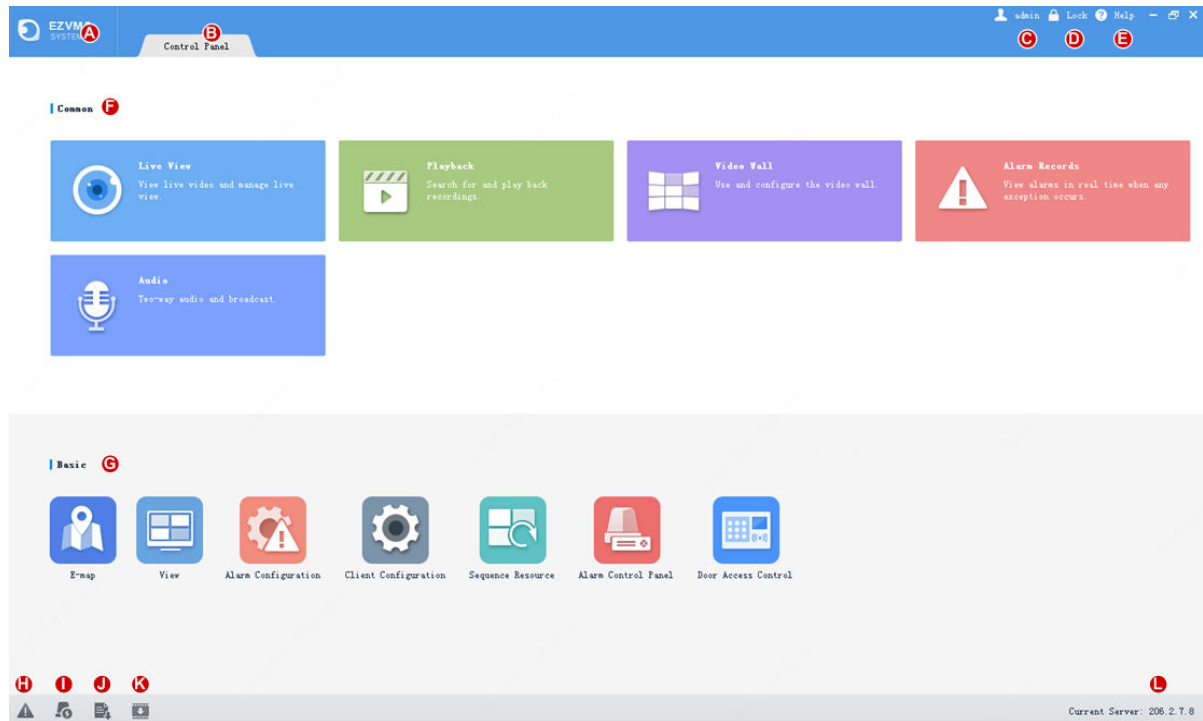 EZVMS A
SYSTEM
B
Control Panel
admin Lock ? Help
C D E
Common F
Live View
View live video and manage live
view.
Playback
Search for and play back
recordings.
Video Wall
Use and configure the video wall.
Alarm Records
View alarms in real time when any
exception occurs.
Audio
Two-way audio and broadcast.
Basic G
E-map View Alarm Configuration Client Configuration Sequence Resource Alarm Control Panel Door Access Control
H I J K L
Current Server: 206.2.7.8